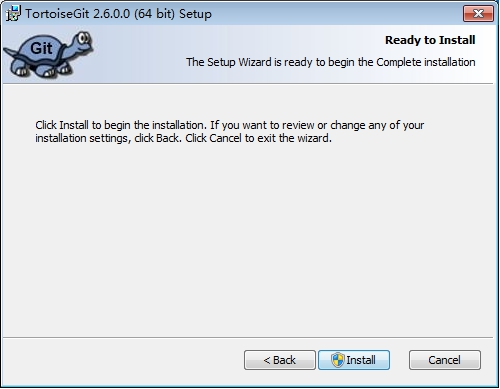 TortoiseGit 2.6.0.0 (64 bit) Setup
Git
Ready to Install
The Setup Wizard is ready to begin the Complete installation
Click Install to begin the installation. If you want to review or change any of your
installation settings, click Back. Click Cancel to exit the wizard.
< Back
Install
Cancel